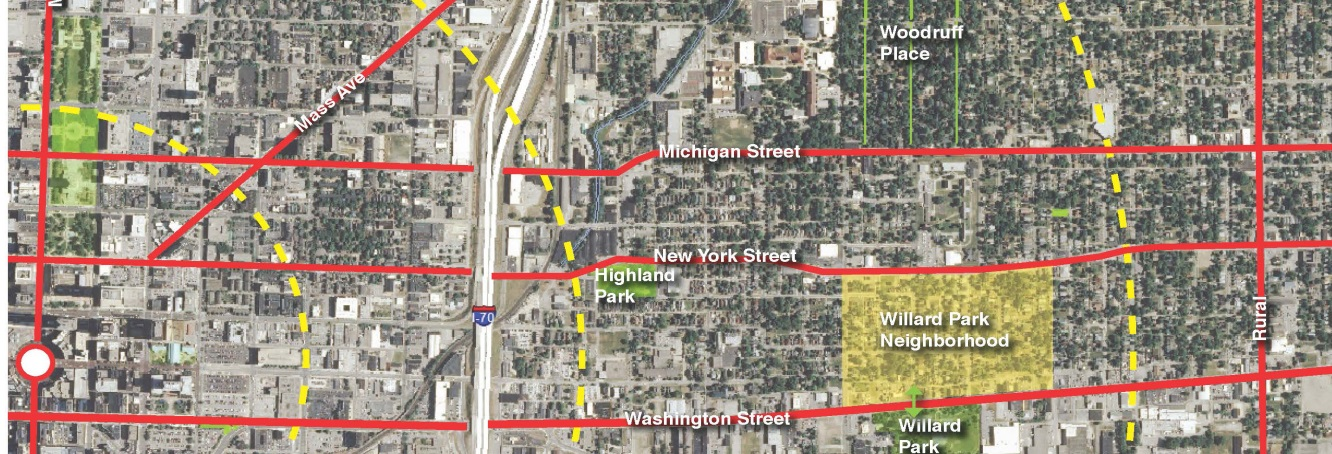 Woodruff
Place
Mass Ave
Michigan Street
New York Street
Highland
Park
I-70
Willard Park
Neighborhood
Rural
Washington Street
Willard
Park